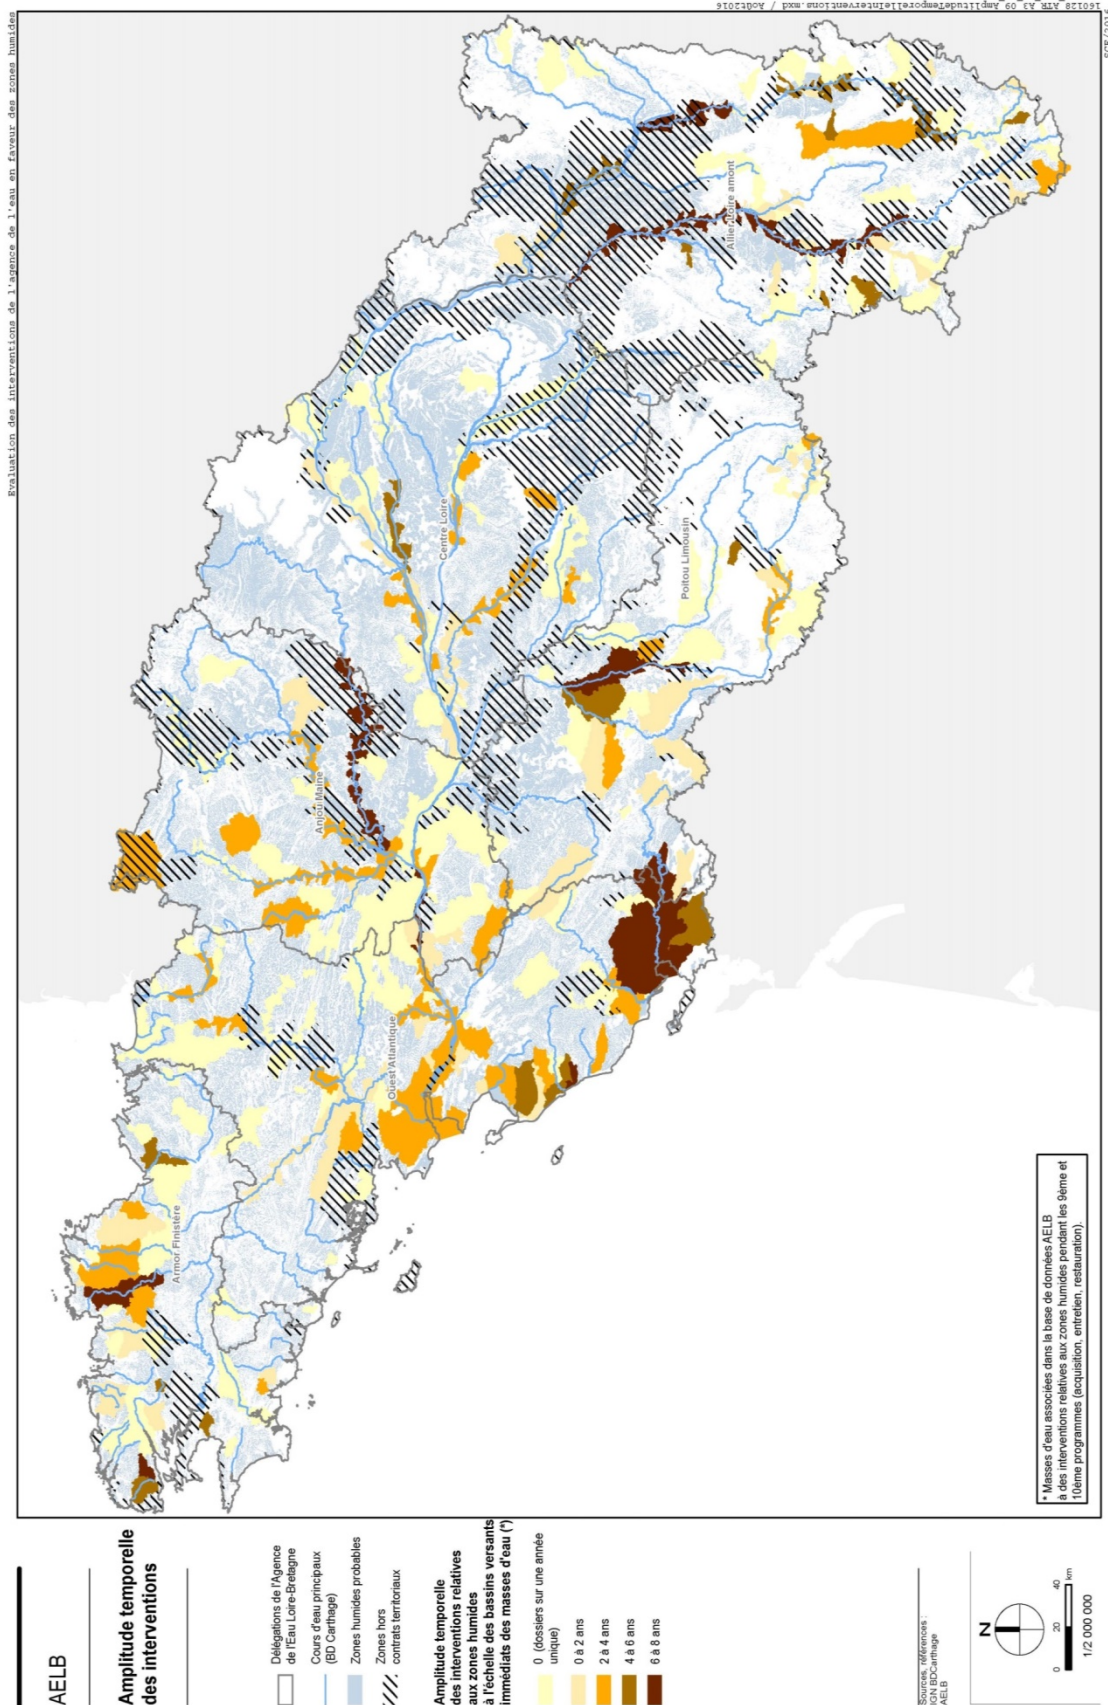 Evaluation des interventions de l'agence de l'eau en faveur des zones humides
AELB
Amplitude temporelle
des interventions
Délégations de l'Agence
de l'Eau Loire-Bretagne
Cours d'eau principaux
(BD Carthage)
Zones humides probables
Zones hors
contrats territoriaux
Amplitude temporelle
des interventions relatives
aux zones humides
à l'échelle des bassins versants
immédiats des masses d'eau (*)
0 (dossiers sur une année
unique)
0 à 2 ans
2 à 4 ans
4 à 6 ans
6 à 8 ans
Sources, références :
IGN BDCarthage
AELB
N
0 40
km
1/2 000 000
Armor Finistère
Ouest Atlantique
Anjou Maine
Centre Loire
Poitou Limousin
Allier Loire amont
* Masses d'eau associées dans la base de données AELB
à des interventions relatives aux zones humides pendant les 9ème et
10ème programmes (acquisition, entretien, restauration).
160128_ATR_A3_09_AmplitudeTemporelleInterventions.mxd / Août2016